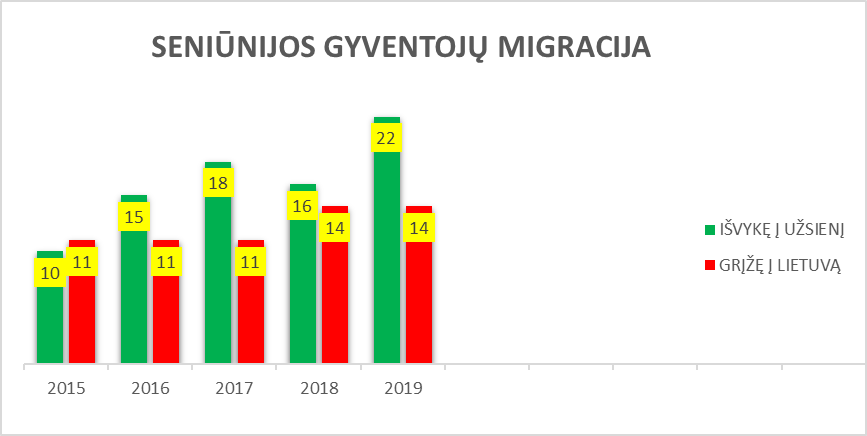 SENIŪNIJOS GYVENTOJŲ MIGRACIJA
22
18
16
15
14
14
11
11
11
10
IŠVYKĘ Į UŽSIENĮ
GRĮŽĘ Į LIETUVĄ
2015 2016 2017 2018 2019